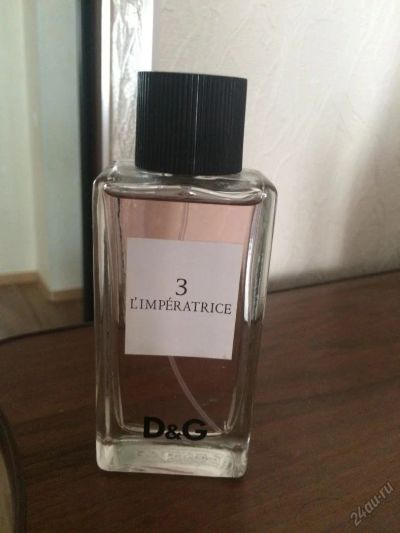 3
L'IMPÉRATRICE
D&G
24au.ru